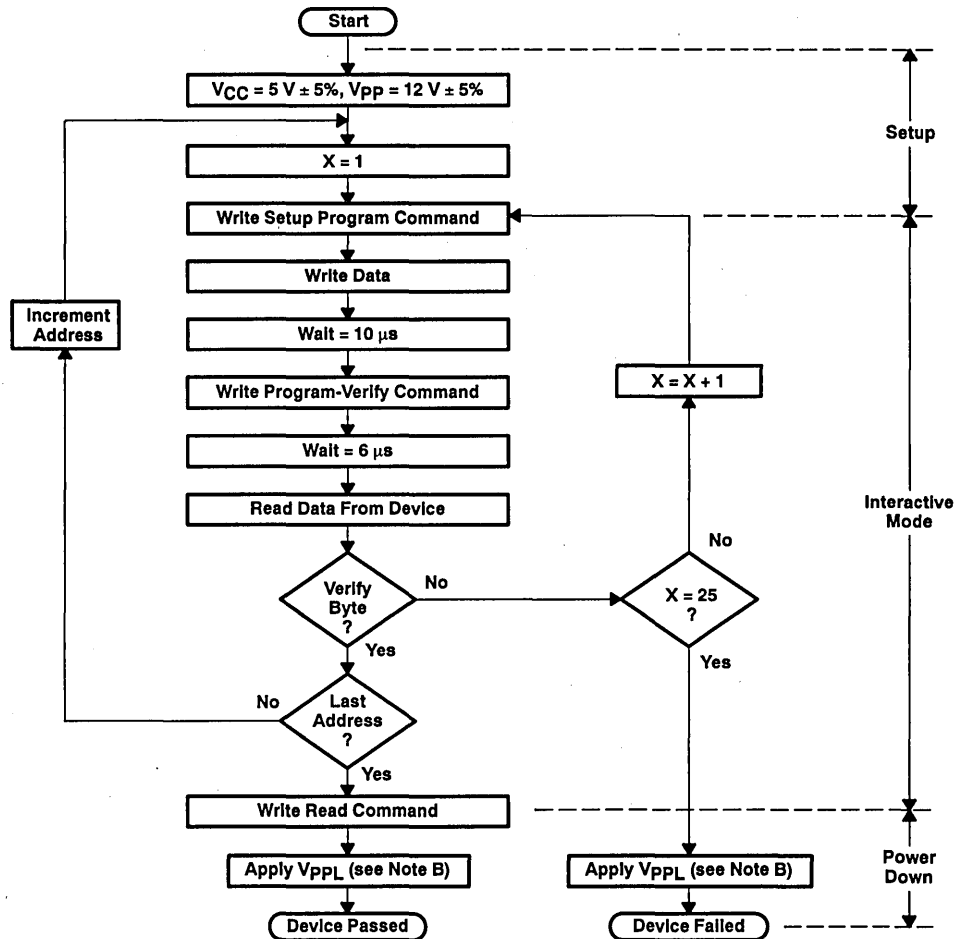 Start
VCC = 5 V ± 5%, VPP = 12 V ± 5%
Setup
X = 1
Write Setup Program Command
Write Data
Increment
Address
Wait = 10 μs
X = X + 1
Write Program-Verify Command
Wait = 6 μs
Read Data From Device
Interactive
Mode
No
No
Verify
Byte
?
X = 25
?
Yes
Yes
No
Last
Address
?
Yes
Write Read Command
Apply VPPL (see Note B)
Apply VPPL (see Note B)
Power
Down
Device Passed
Device Failed